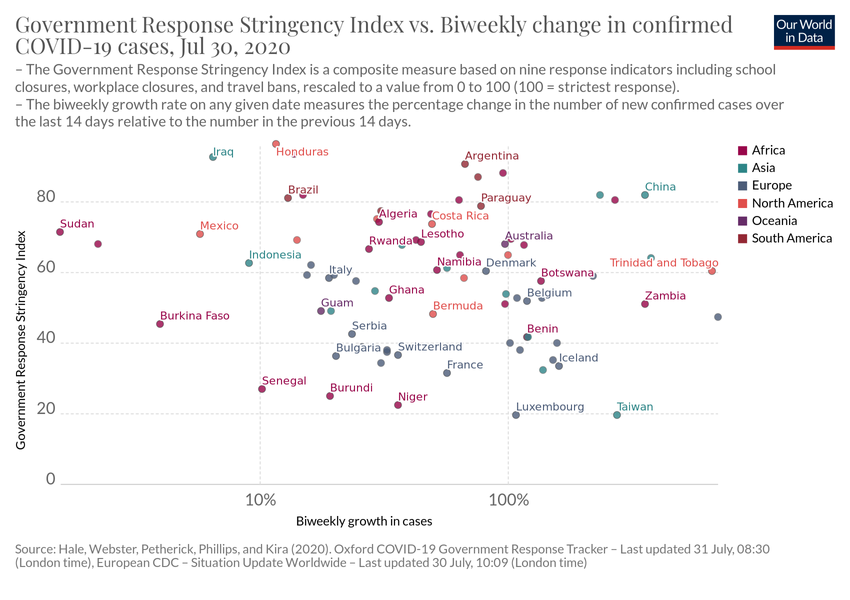 Government Response Stringency Index vs. Biweekly change in confirmed
COVID-19 cases, Jul 30, 2020
Our World
in Data
– The Government Response Stringency Index is a composite measure based on nine response indicators including school
closures, workplace closures, and travel bans, rescaled to a value from 0 to 100 (100 = strictest response).
– The biweekly growth rate on any given date measures the percentage change in the number of new confirmed cases over
the last 14 days relative to the number in the previous 14 days.
Iraq
Honduras
Argentina
Africa
Asia
Europe
North America
Oceania
South America
China
Brazil
80
Paraguay
Algeria
Costa Rica
Sudan
Mexico
Rwanda
Lesotho
Australia
Indonesia
Namibia
Denmark
Trinidad and Tobago
60
Italy
Botswana
Ghana
Belgium
Zambia
Guam
Bermuda
Burkina Faso
Serbia
Benin
40
Bulgaria
Switzerland
Iceland
France
Senegal
Burundi
Niger
20
Luxembourg
Taiwan
0
Government Response Stringency Index
10%
100%
Biweekly growth in cases
Source: Hale, Webster, Petherick, Phillips, and Kira (2020). Oxford COVID-19 Government Response Tracker – Last updated 31 July, 08:30
(London time), European CDC – Situation Update Worldwide – Last updated 30 July, 10:09 (London time)